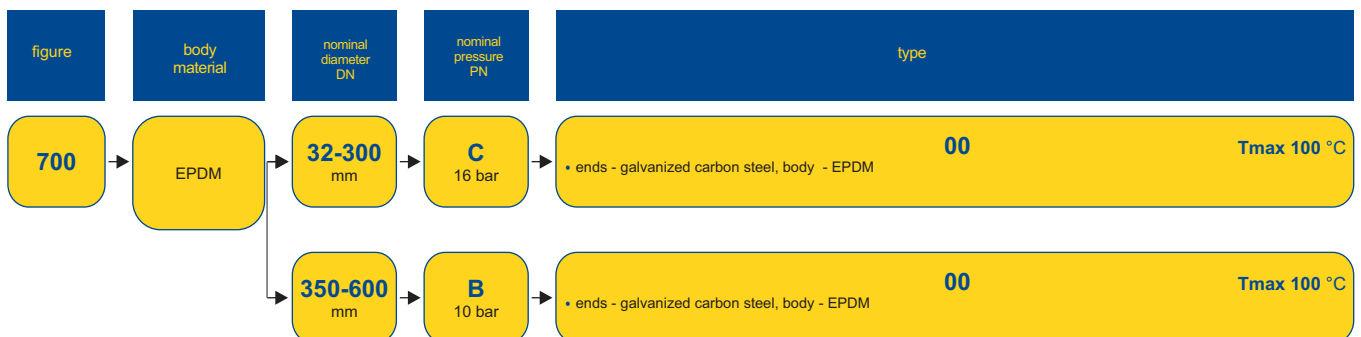 figure
body
material
nominal
diameter
DN
nominal
pressure
PN
type
700
EPDM
32-300
mm
C
16 bar
00
Tmax 100 °C
• ends - galvanized carbon steel, body - EPDM
350-600
mm
B
10 bar
00
Tmax 100 °C
• ends - galvanized carbon steel, body - EPDM